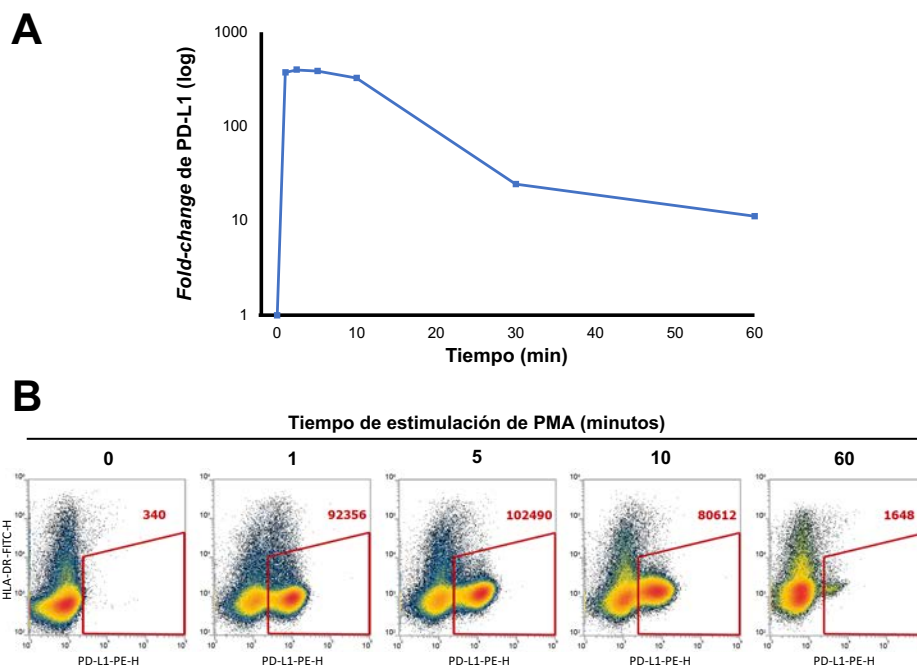 A
Fold-change de PD-L1 (log)
1000
100
10
1
0 10 20 30 40 50 60
Tiempo (min)
B
Tiempo de estimulación de PMA (minutos)
0 1 5 10 60
340 92356 102490 80612 1648
HLA-DR-FITC-H
PD-L1-PE-H PD-L1-PE-H PD-L1-PE-H PD-L1-PE-H PD-L1-PE-H